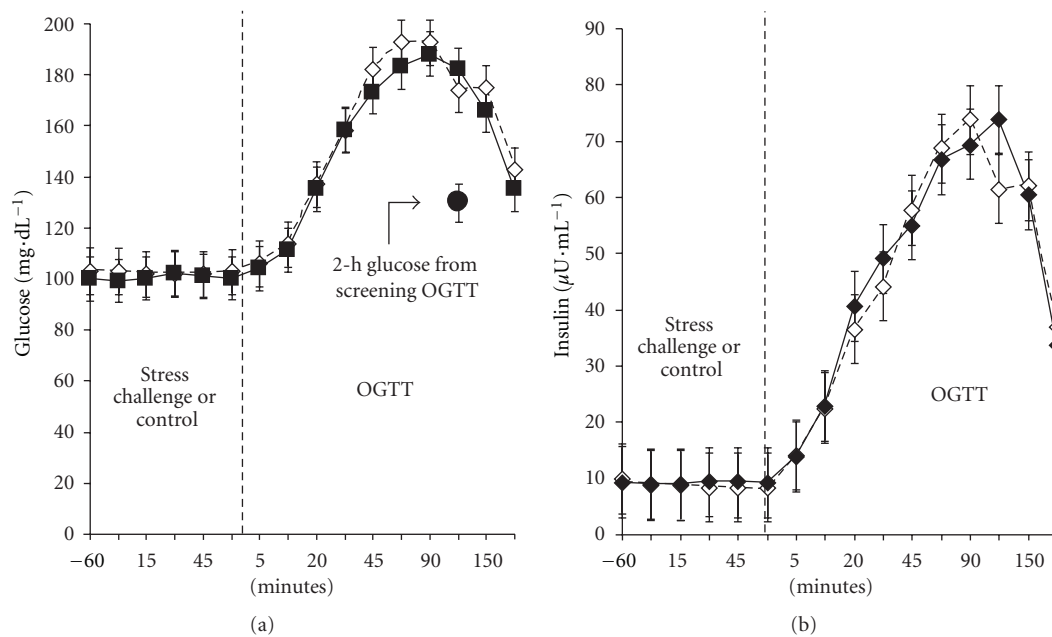 200
180
160
140
120
100
80
60
40
20
0
Glucose (mg·dL−1)
Stress
challenge or
control
OGTT
2-h glucose from
screening OGTT
−60
15
45
5
20
45
90
150
(minutes)
(a)
90
80
70
60
50
40
30
20
10
0
Insulin (μU·mL−1)
Stress
challenge or
control
OGTT
−60
15
45
5
20
45
90
150
(minutes)
(b)